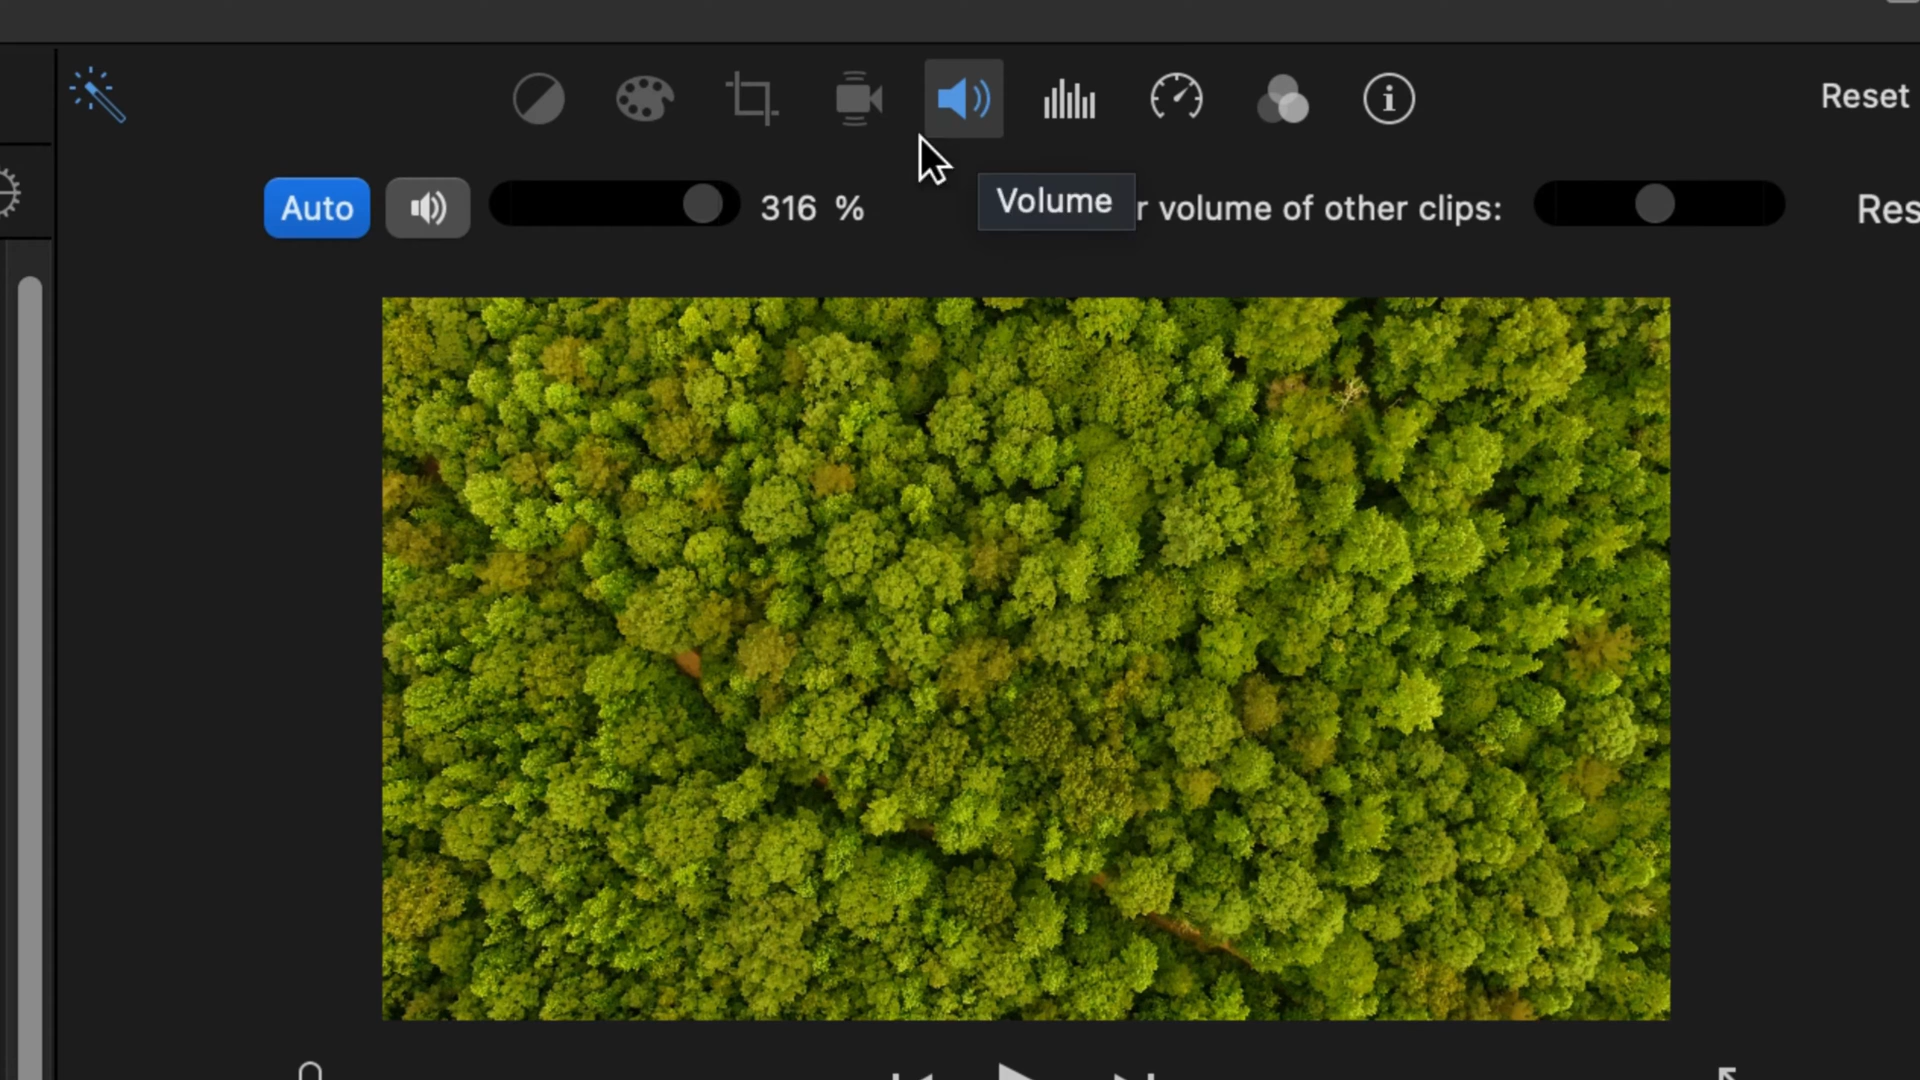 Reset
Auto
316 %
Volume
r volume of other clips:
Res